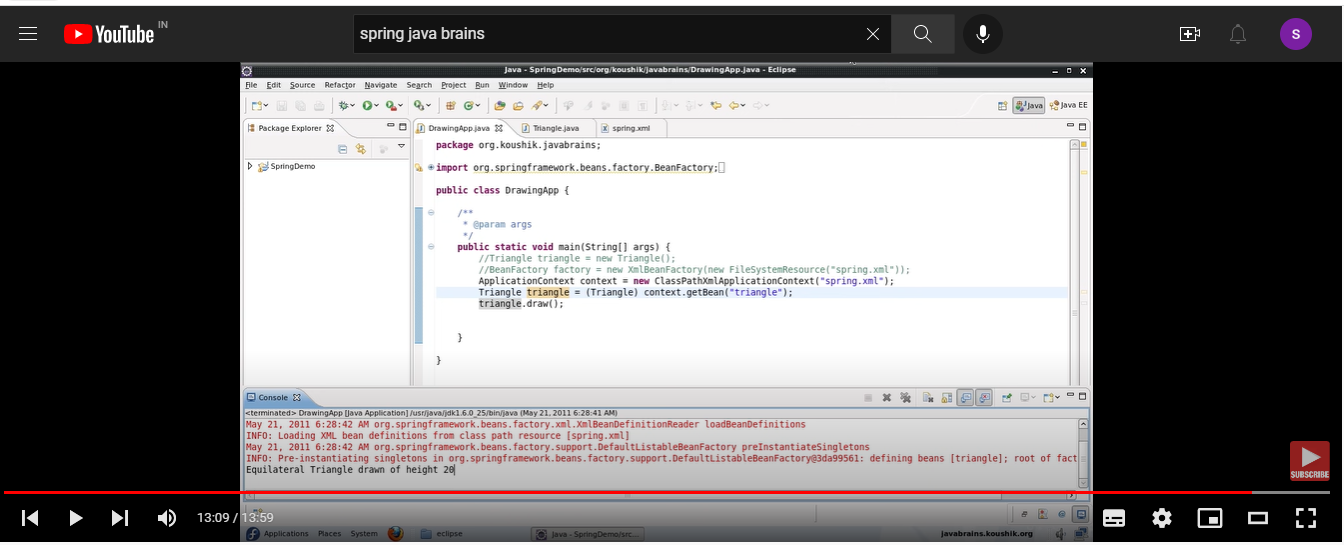 YouTube IN
spring java brains
S
Java - SpringDemo/src/org/koushik/javabrains/DrawingApp.java - Eclipse
File Edit Source Refactor Navigate Search Project Run Window Help
Java Java EE
Package Explorer
DrawingApp.java Triangle.java spring.xml
SpringDemo
package org.koushik.javabrains;
import org.springframework.beans.factory.BeanFactory;
public class DrawingApp {
/**
* @param args
*/
public static void main(String[] args) {
//Triangle triangle = new Triangle();
//BeanFactory factory = new XmlBeanFactory(new FileSystemResource("spring.xml"));
ApplicationContext context = new ClassPathXmlApplicationContext("spring.xml");
Triangle triangle = (Triangle) context.getBean("triangle");
triangle.draw();
}
}
Console
<terminated> DrawingApp [Java Application] /usr/java/jdk1.6.0_25/bin/java (May 21, 2011 6:28:41 AM)
May 21, 2011 6:28:42 AM org.springframework.beans.factory.xml.XmlBeanDefinitionReader loadBeanDefinitions
INFO: Loading XML bean definitions from class path resource [spring.xml]
May 21, 2011 6:28:42 AM org.springframework.beans.factory.support.DefaultListableBeanFactory preInstantiateSingletons
INFO: Pre-instantiating singletons in org.springframework.beans.factory.support.DefaultListableBeanFactory@3da99561: defining beans [triangle]; root of fact
Equilateral Triangle drawn of height 20
SUBSCRIBE
13:09 / 13:59
Applications Places System eclipse Java - SpringDemo/src... javabrains.koushik.org